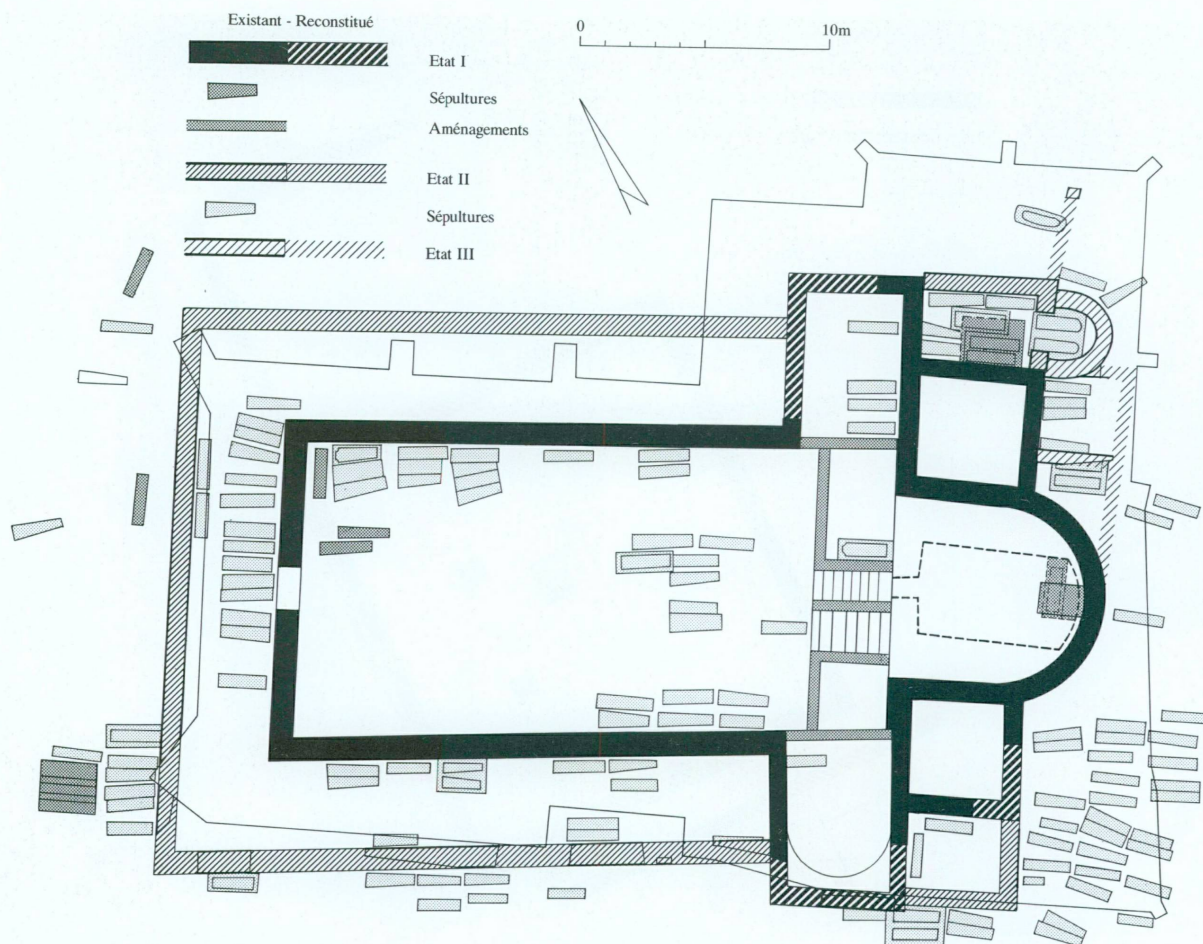 Existant - Reconstitué
0 10m
Etat I
Sépultures
Aménagements
Etat II
Sépultures
Etat III